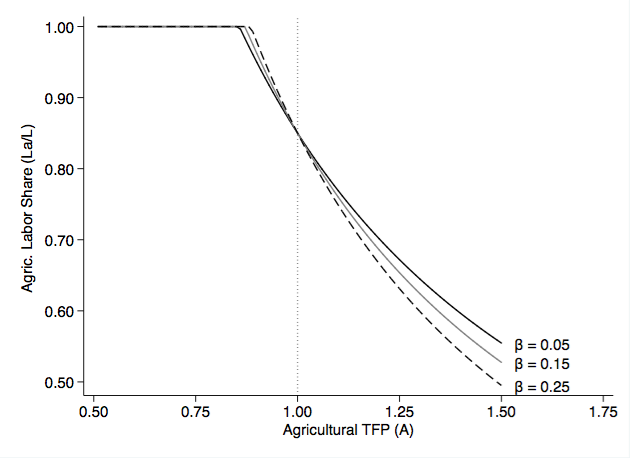 1.00
0.90
0.80
0.70
0.60
0.50
Agric. Labor Share (La/L)
β = 0.05
β = 0.15
β = 0.25
0.50 0.75 1.00 1.25 1.50 1.75
Agricultural TFP (A)